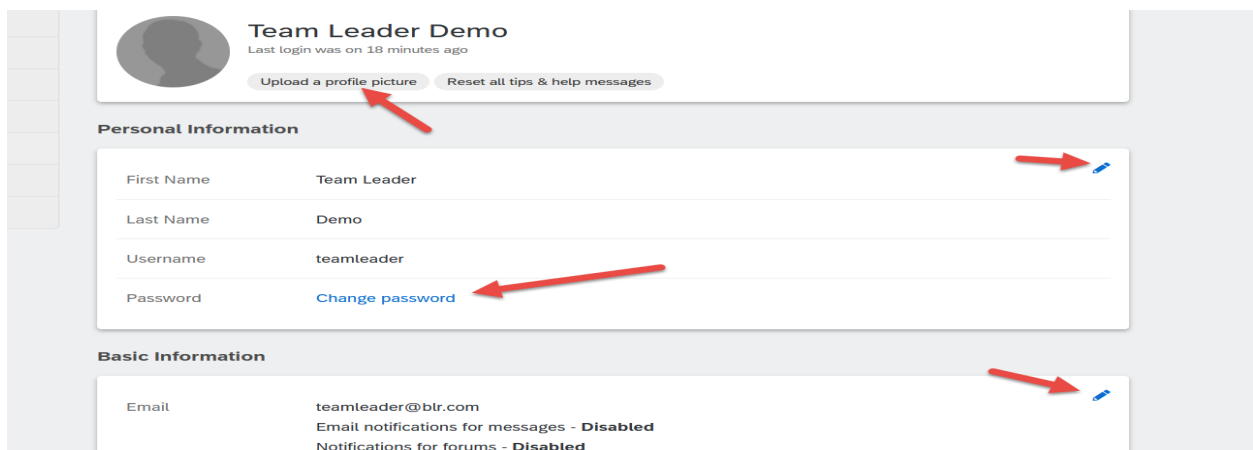 Team Leader Demo
Last login was on 18 minutes ago
Upload a profile picture Reset all tips & help messages
Personal Information
First Name Team Leader
Last Name Demo
Username teamleader
Password Change password
Basic Information
Email teamleader@blr.com
Email notifications for messages - Disabled
Notifications for forums - Disabled